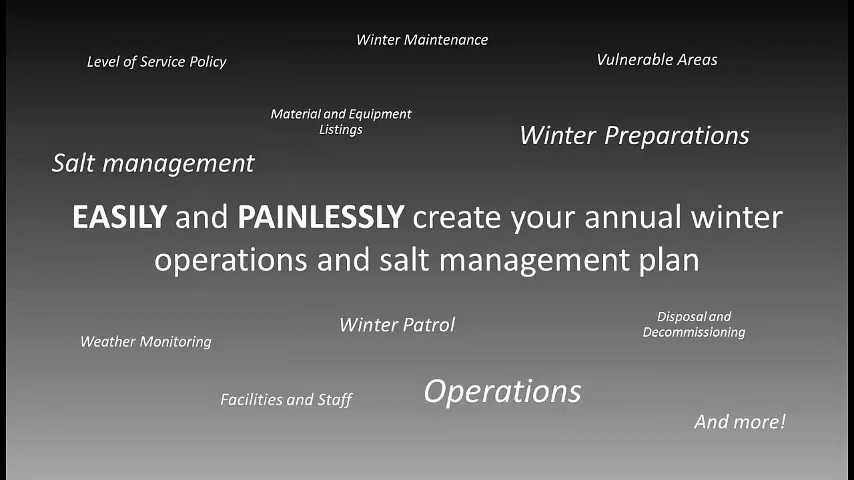 Winter Maintenance
Level of Service Policy
Vulnerable Areas
Material and Equipment
Listings
Winter Preparations
Salt management
EASILY and PAINLESSLY create your annual winter
operations and salt management plan
Disposal and
Decommissioning
Winter Patrol
Weather Monitoring
Operations
Facilities and Staff
And more!